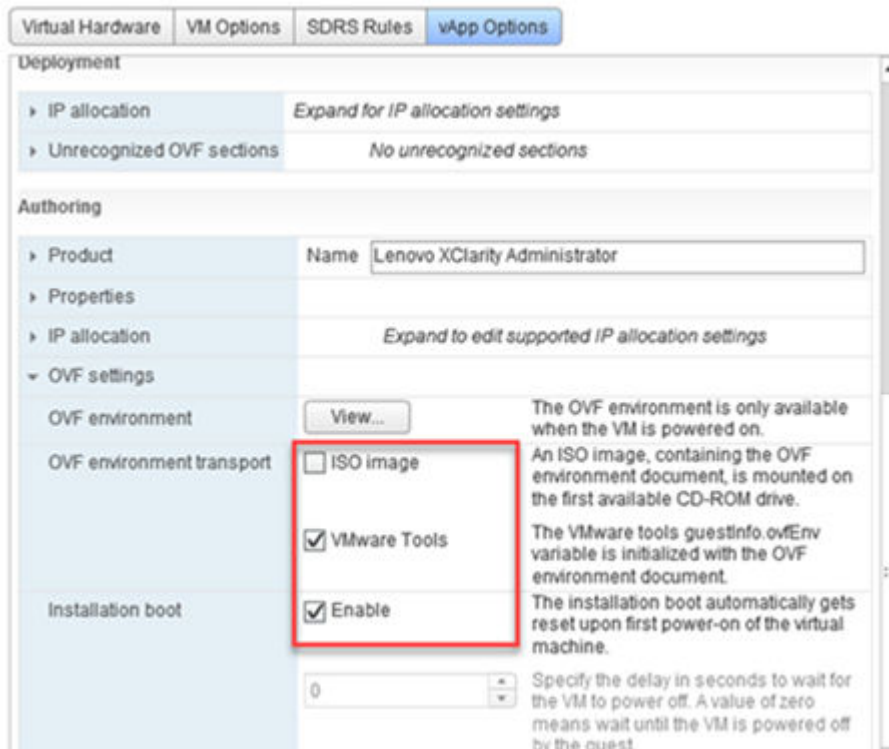 Virtual Hardware VM Options SDRS Rules vApp Options
Deployment
IP allocation Expand for IP allocation settings
Unrecognized OVF sections No unrecognized sections
Authoring
Product Name Lenovo XClarity Administrator
Properties
IP allocation Expand to edit supported IP allocation settings
OVF settings
OVF environment View... The OVF environment is only available
when the VM is powered on.
OVF environment transport ISO image An ISO image, containing the OVF
environment document, is mounted on
the first available CD-ROM drive.
VMware Tools The VMware tools guestInfo.ovfEnv
variable is initialized with the OVF
environment document.
Installation boot Enable The installation boot automatically gets
reset upon first power-on of the virtual
machine.
0 Specify the delay in seconds to wait for
the VM to power off. A value of zero
means wait until the VM is powered off
by the guest